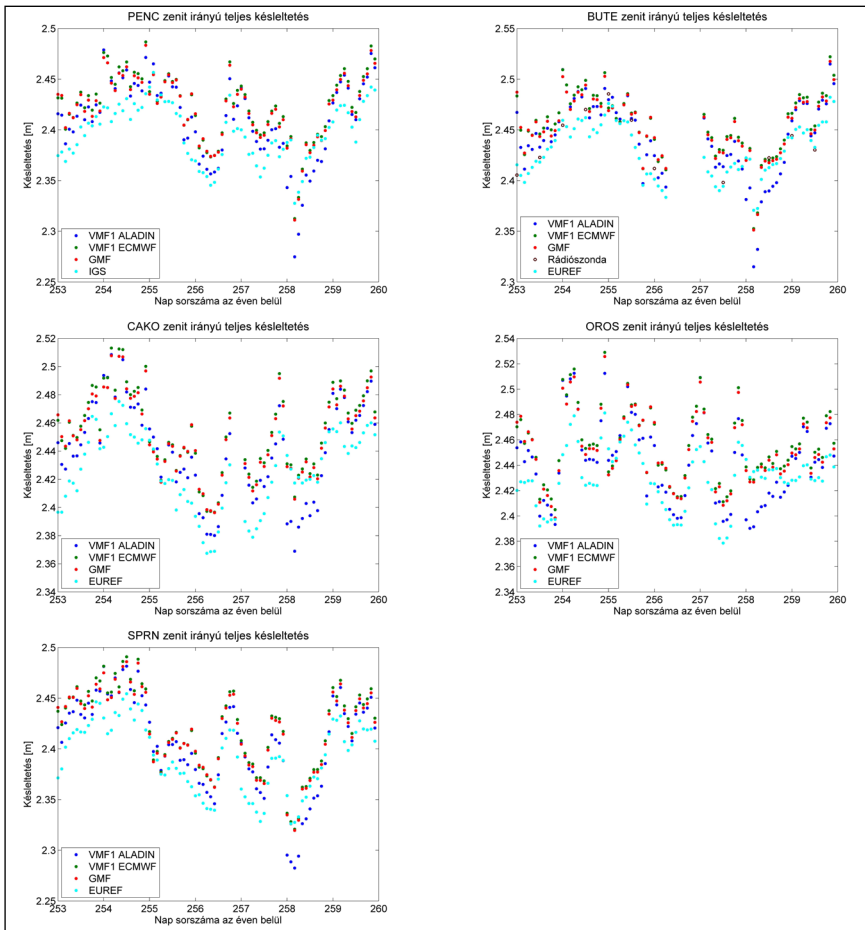 PENC zenit irányú teljes késleltetés
Késleltetés [m]
2.5
2.45
2.4
2.35
2.3
2.25
VMF1 ALADIN
VMF1 ECMWF
GMF
IGS
253 254 255 256 257 258 259 260
Nap sorszáma az éven belül
BUTE zenit irányú teljes késleltetés
Késleltetés [m]
2.55
2.5
2.45
2.4
2.35
2.3
VMF1 ALADIN
VMF1 ECMWF
GMF
Rádiószonda
EUREF
253 254 255 256 257 258 259 260
Nap sorszáma az éven belül
CAKO zenit irányú teljes késleltetés
Késleltetés [m]
2.52
2.5
2.48
2.46
2.44
2.42
2.4
2.38
2.36
2.34
VMF1 ALADIN
VMF1 ECMWF
GMF
EUREF
253 254 255 256 257 258 259 260
Nap sorszáma az éven belül
OROS zenit irányú teljes késleltetés
Késleltetés [m]
2.54
2.52
2.5
2.48
2.46
2.44
2.42
2.4
2.38
2.36
2.34
VMF1 ALADIN
VMF1 ECMWF
GMF
EUREF
253 254 255 256 257 258 259 260
Nap sorszáma az éven belül
SPRN zenit irányú teljes késleltetés
Késleltetés [m]
2.5
2.45
2.4
2.35
2.3
2.25
VMF1 ALADIN
VMF1 ECMWF
GMF
EUREF
253 254 255 256 257 258 259 260
Nap sorszáma az éven belül